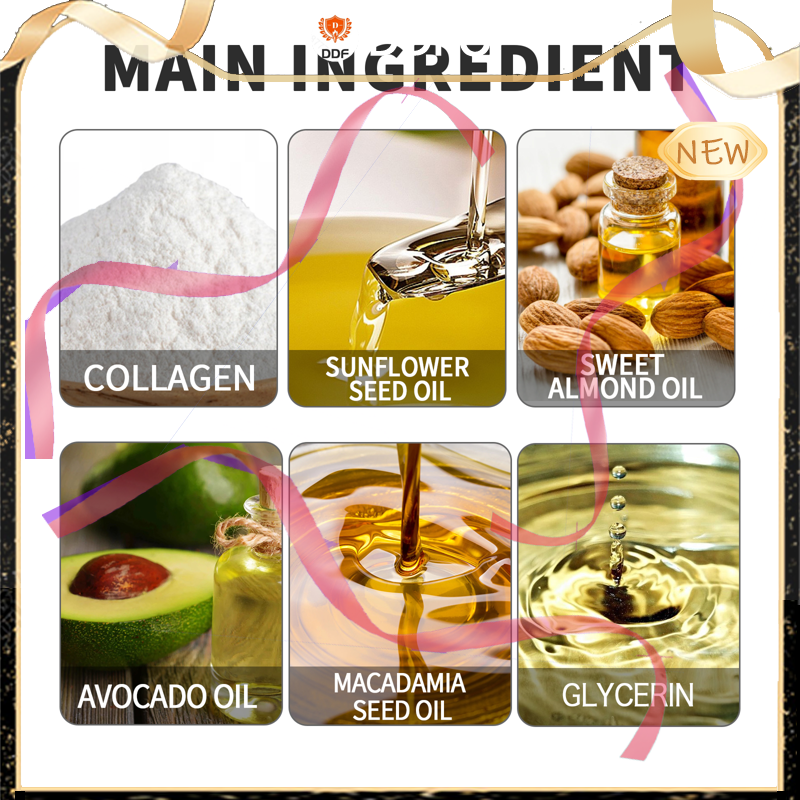 DDF
MAIN INGREDIENT
NEW
COLLAGEN
SUNFLOWER
SEED OIL
SWEET
ALMOND OIL
AVOCADO OIL
MACADAMIA
SEED OIL
GLYCERIN